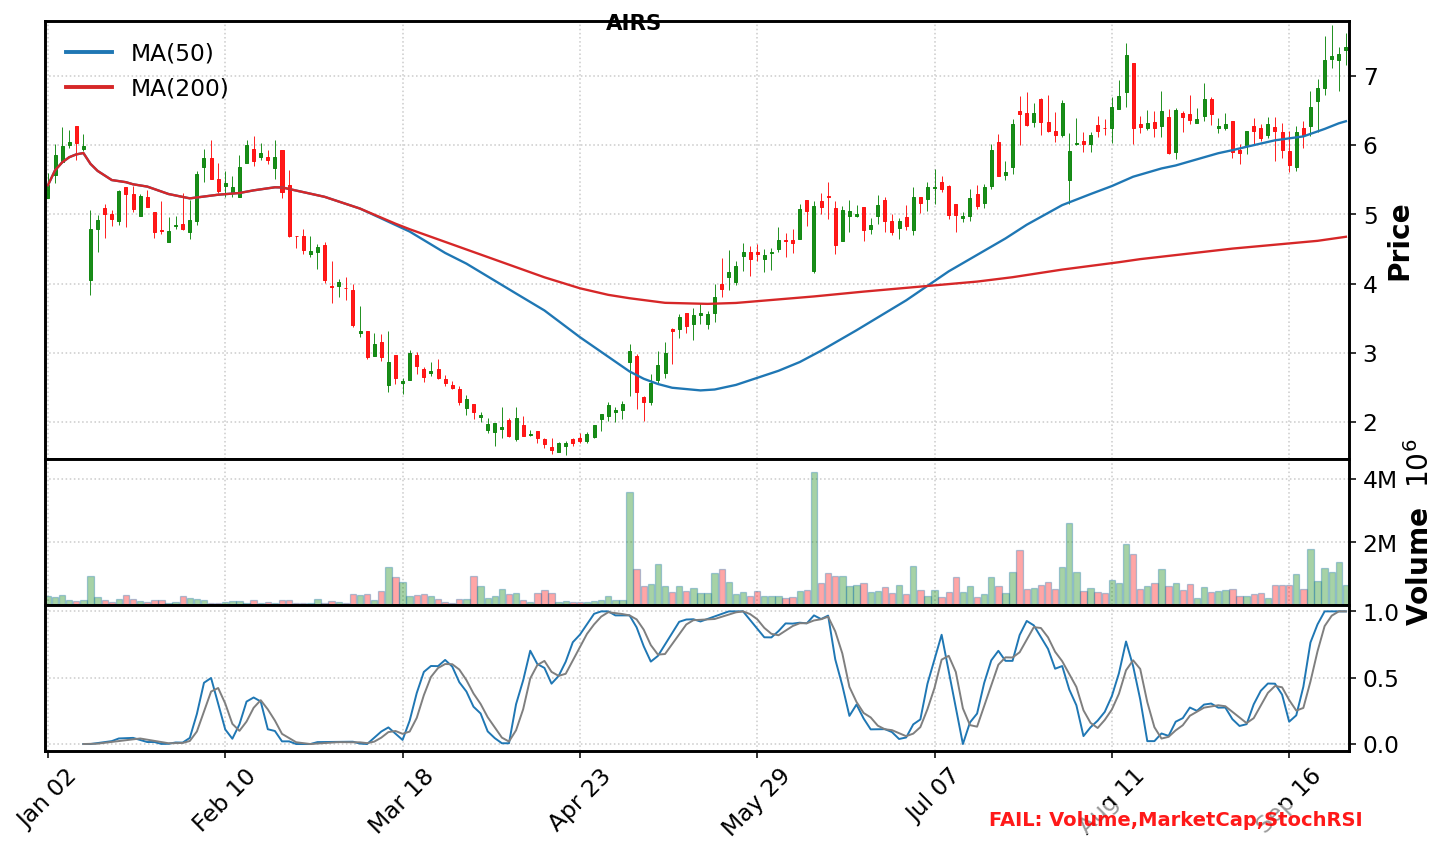 AIRS
MA(50)
MA(200)
7
6
5
4
3
2
Price
4M
2M
Volume 10^6
1.0
0.5
0.0
Jan 02
Feb 10
Mar 18
Apr 23
May 29
Jul 07
Aug 11
Sep 16
FAIL: Volume,MarketCap,StochRSI